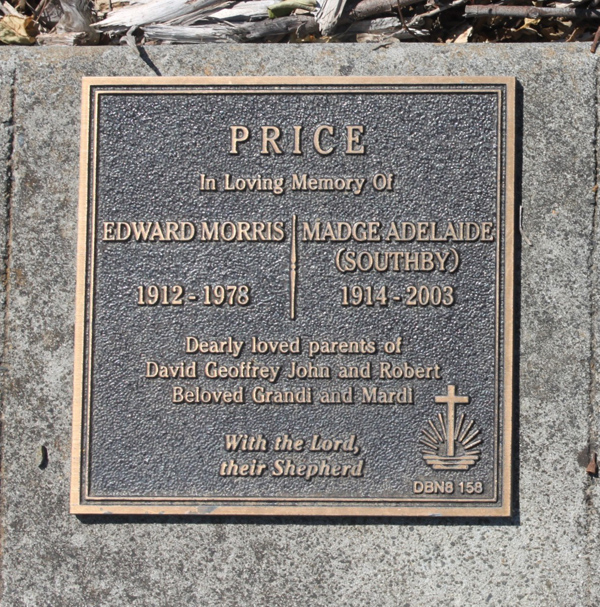 PRICE
In Loving Memory Of
EDWARD MORRIS MADGE ADELAIDE
(SOUTHBY)
1912 - 1978 1914 - 2003
Dearly loved parents of
David Geoffrey John and Robert
Beloved Grandi and Mardi
With the Lord,
their Shepherd
DBN8 158